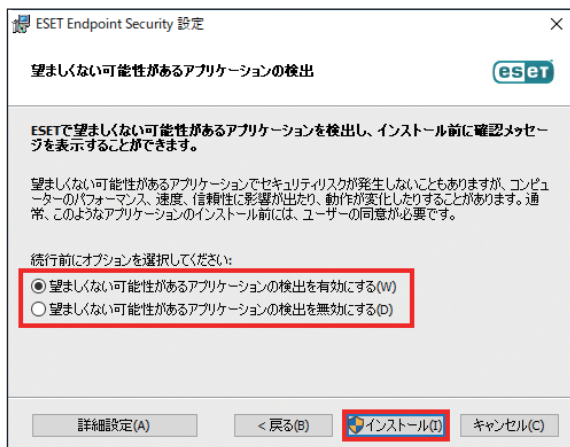 ESET Endpoint Security 設定
望ましくない可能性があるアプリケーションの検出
eseT
ESETで望ましくない可能性があるアプリケーションを検出し、インストール前に確認メッセー
ジを表示することができます。
望ましくない可能性があるアプリケーションでセキュリティリスクが発生しないこともありますが、コンピュ
ーターのパフォーマンス、速度、信頼性に影響が出たり、動作が変化したりすることがあります。通
常、このようなアプリケーションのインストール前には、ユーザーの同意が必要です。
続行前にオプションを選択してください:
望ましくない可能性があるアプリケーションの検出を有効にする(W)
望ましくない可能性があるアプリケーションの検出を無効にする(D)
詳細設定(A) < 戻る(B) インストール(I) キャンセル(C)